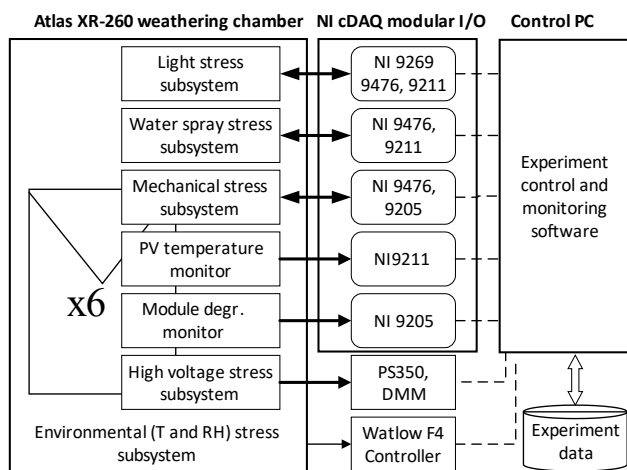 Atlas XR-260 weathering chamber
NI cDAQ modular I/O
Control PC
Light stress
subsystem
NI 9269
9476, 9211
Water spray stress
subsystem
NI 9476,
9211
Mechanical stress
subsystem
NI 9476,
9205
Experiment
control and
monitoring
software
PV temperature
monitor
NI9211
x6
Module degr.
monitor
NI 9205
High voltage stress
subsystem
PS350,
DMM
Environmental (T and RH) stress
subsystem
Watlow F4
Controller
Experiment
data